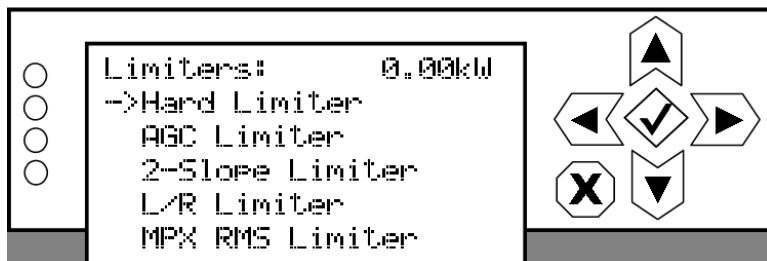 Limiters: 0.00kW
->Hard Limiter
AGC Limiter
2-Slope Limiter
L/R Limiter
MPX RMS Limiter
X